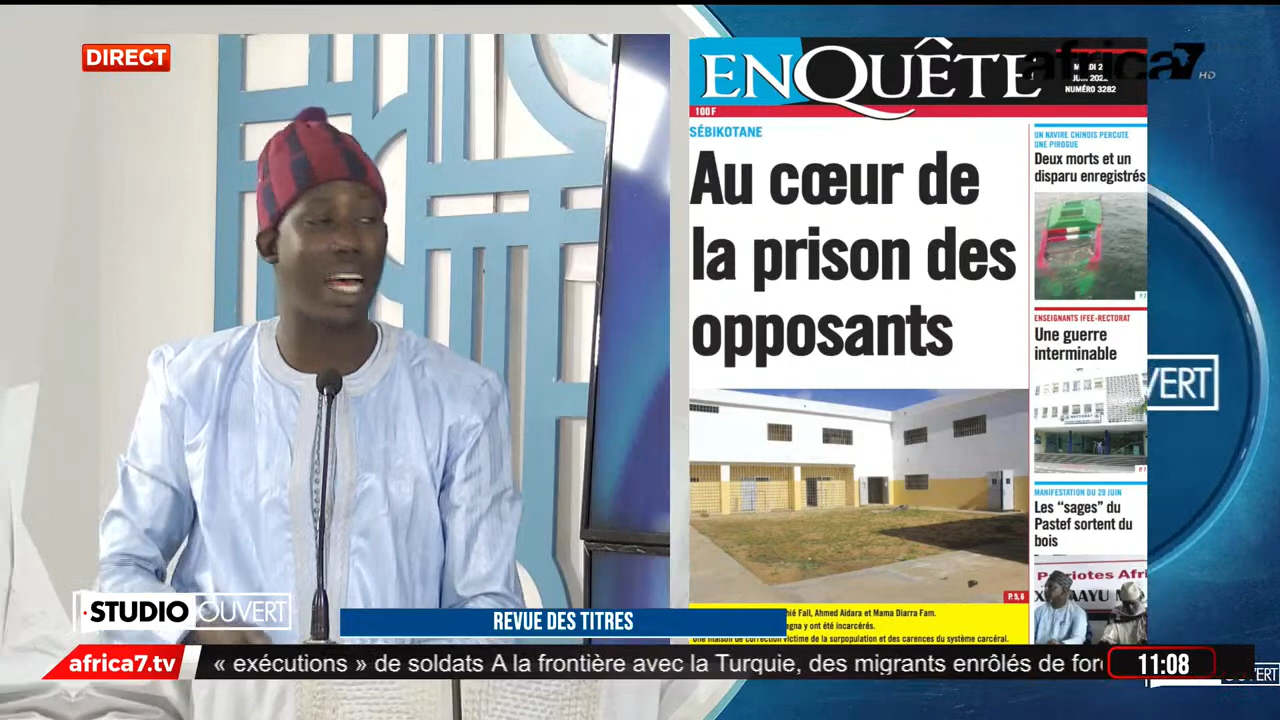 DIRECT
ENQUÊTE
africa7 HD
NUMÉRO 3282
100 F
SÉBIKOTANE
Au cœur de
la prison des
opposants
UN NAVIRE CHINOIS PERCUTE
UNE PIROGUE
Deux morts et un
disparu enregistrés
ENSEIGNANTS IFEE-RECTORAT
Une guerre
interminable
MANIFESTATION DU 29 JUIN
Les “sages” du
Pastef sortent du
bois
P. 5, 6
Fall, Ahmed Aidara et Mama Diarra Fam.
y ont été incarcérés.
Une maison de correction victime de la surpopulation et des carences du système carcéral.
VERT
STUDIO OUVERT
REVUE DES TITRES
africa7.tv
« exécutions » de soldats A la frontière avec la Turquie, des migrants enrôlés de
11:08
OUVERT